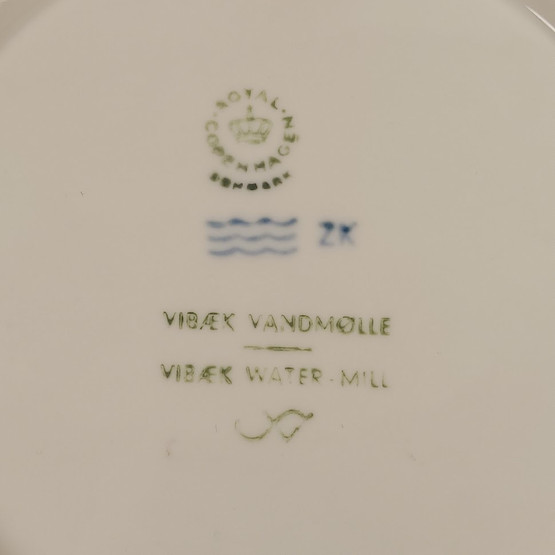 ROYAL COPENHAGEN
DENMARK
ZK
VIBÆK VANDMØLLE
VIBÆK WATER-MILL